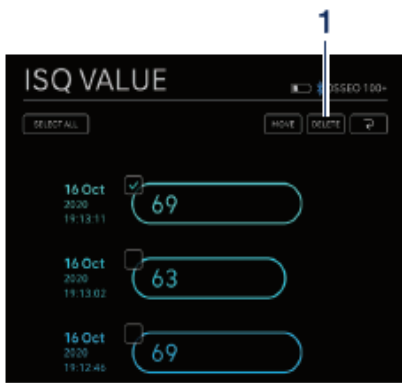 1
ISQ VALUE
OSSEO 100+
SELECT ALL
MOVE
DELETE
16 Oct
2020
19:13:11
69
16 Oct
2020
19:13:02
63
16 Oct
2020
19:12:46
69